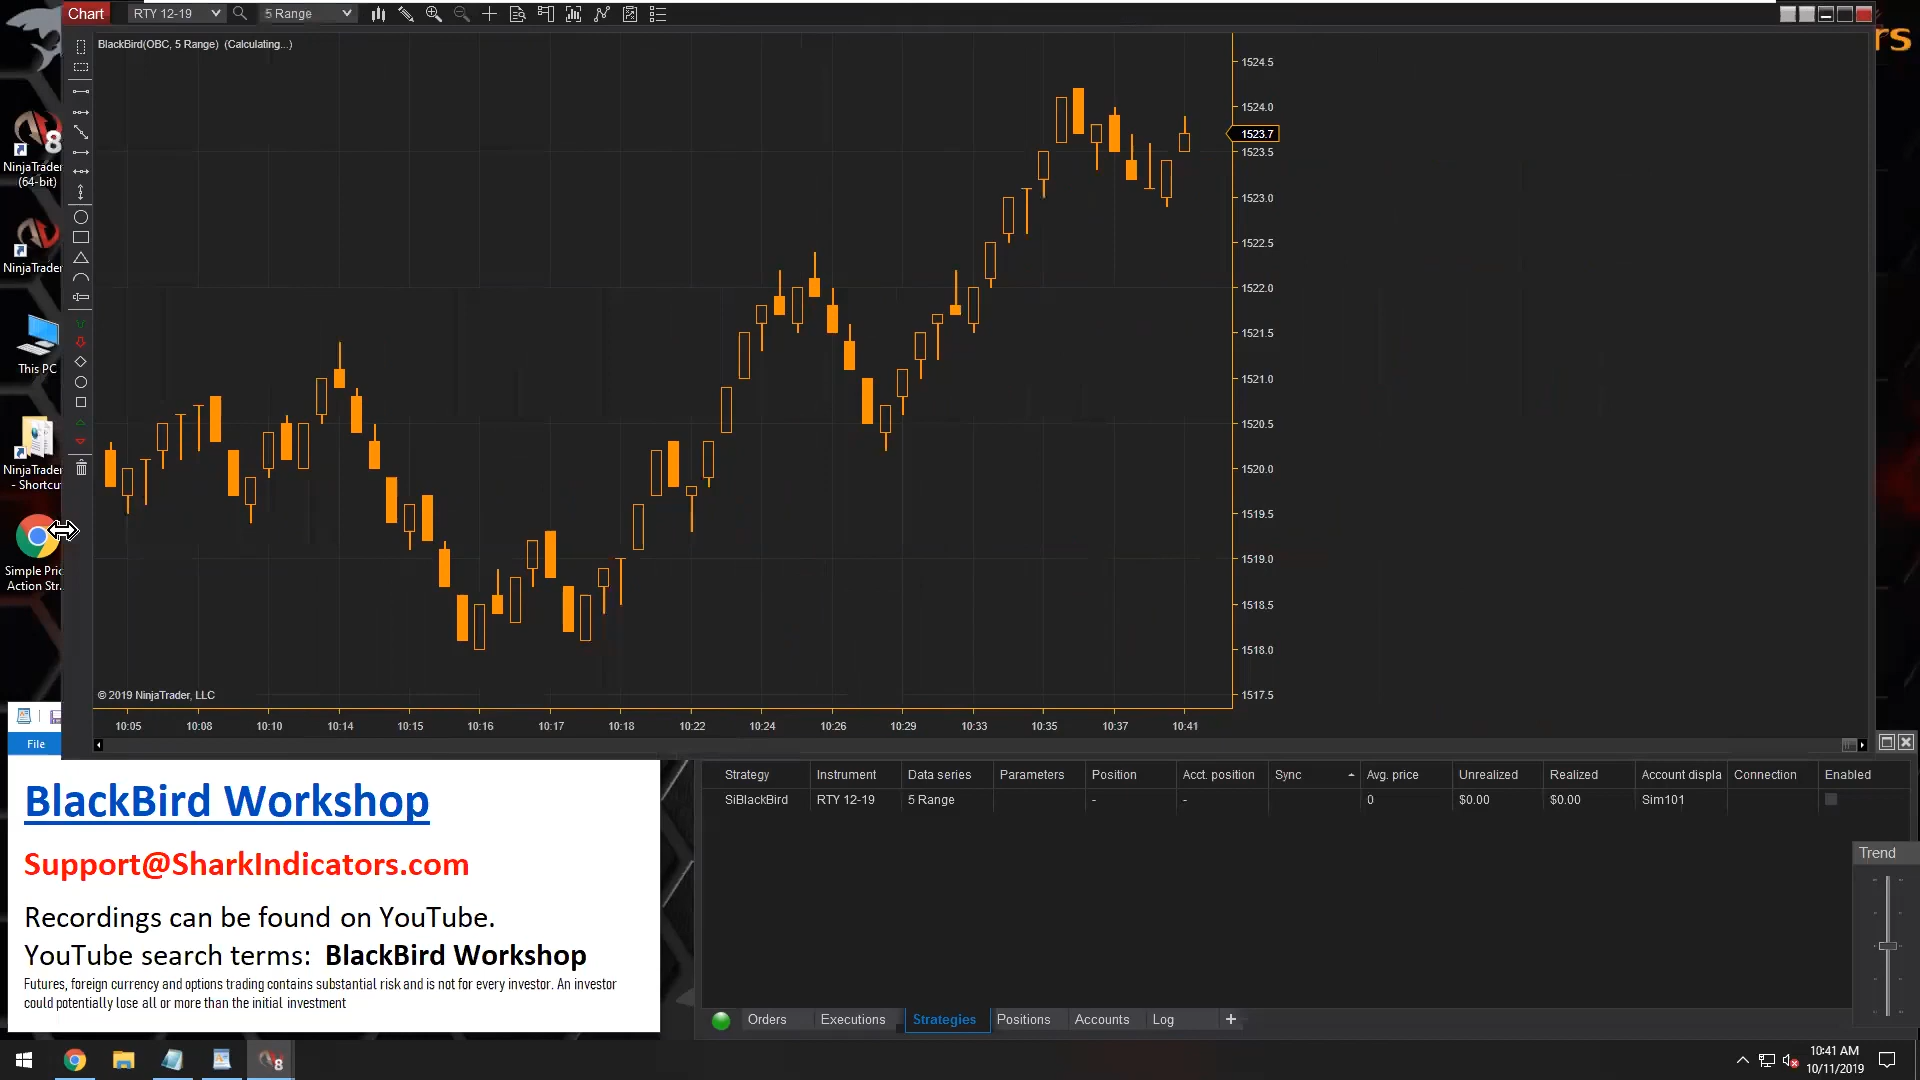 Chart
RTY 12-19
5 Range
rs
BlackBird(OBC, 5 Range) (Calculating...)
1524.5
1524.0
1523.7
1523.5
1523.0
1522.5
1522.0
1521.5
1521.0
1520.5
1520.0
1519.5
1519.0
1518.5
1518.0
1517.5
8
NinjaTrader
(64-bit)
NinjaTrader
This PC
NinjaTrader
- Shortcu
Simple Pric
Action Str...
© 2019 NinjaTrader, LLC
10:05 10:08 10:10 10:14 10:15 10:16 10:17 10:18 10:22 10:24 10:26 10:29 10:33 10:35 10:37 10:41
File
BlackBird Workshop
Support@SharkIndicators.com
Recordings can be found on YouTube.
YouTube search terms: BlackBird Workshop
Futures, foreign currency and options trading contains substantial risk and is not for every investor. An investor
could potentially lose all or more than the initial investment
Strategy Instrument Data series Parameters Position Acct. position Sync Avg. price Unrealized Realized Account displa Connection Enabled
SiBlackBird RTY 12-19 5 Range - - 0 $0.00 $0.00 Sim101
Trend
Orders Executions Strategies Positions Accounts Log +
8
10:41 AM
10/11/2019